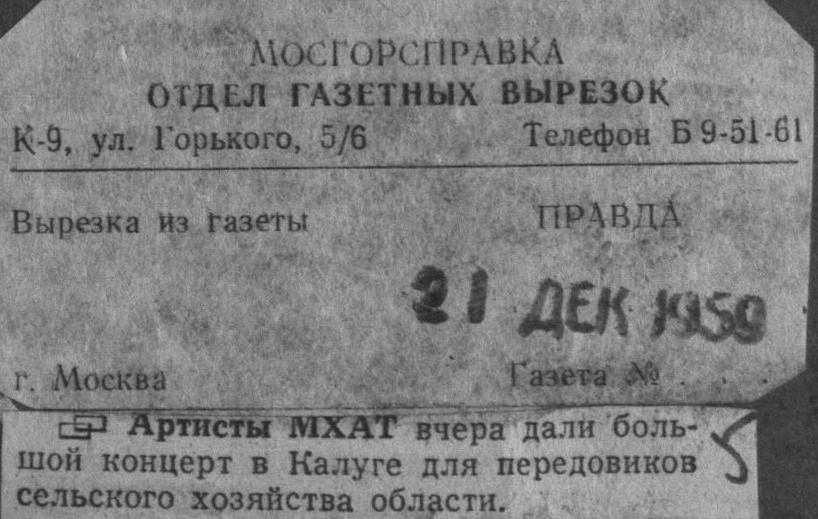 МОСГОРСПРАВКА
ОТДЕЛ ГАЗЕТНЫХ ВЫРЕЗОК
К-9, ул. Горького, 5/6 Телефон Б 9-51-61
Вырезка из газеты ПРАВДА
21 ДЕК 1959
г. Москва Газета № . . .
Артисты МХАТ вчера дали боль-
шой концерт в Калуге для передовиков
сельского хозяйства области.